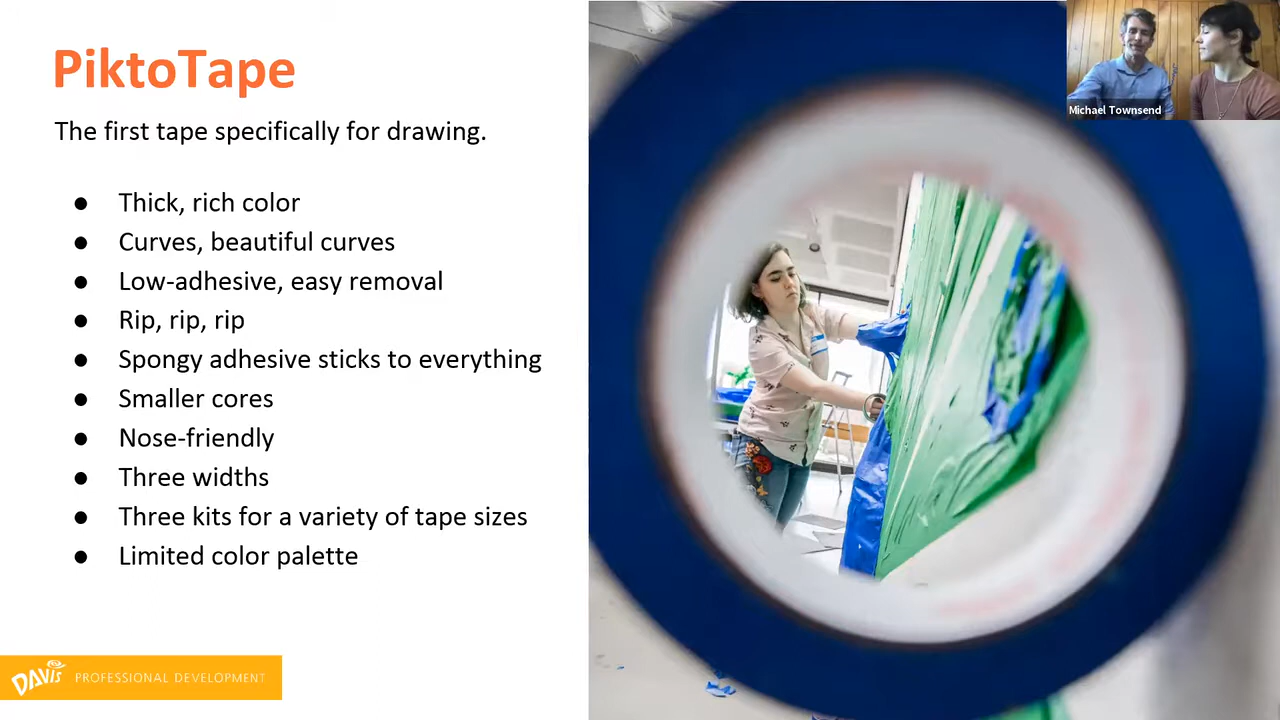 PiktoTape
The first tape specifically for drawing.
● Thick, rich color
● Curves, beautiful curves
● Low-adhesive, easy removal
● Rip, rip, rip
● Spongy adhesive sticks to everything
● Smaller cores
● Nose-friendly
● Three widths
● Three kits for a variety of tape sizes
● Limited color palette
DAVIS PROFESSIONAL DEVELOPMENT
Michael Townsend